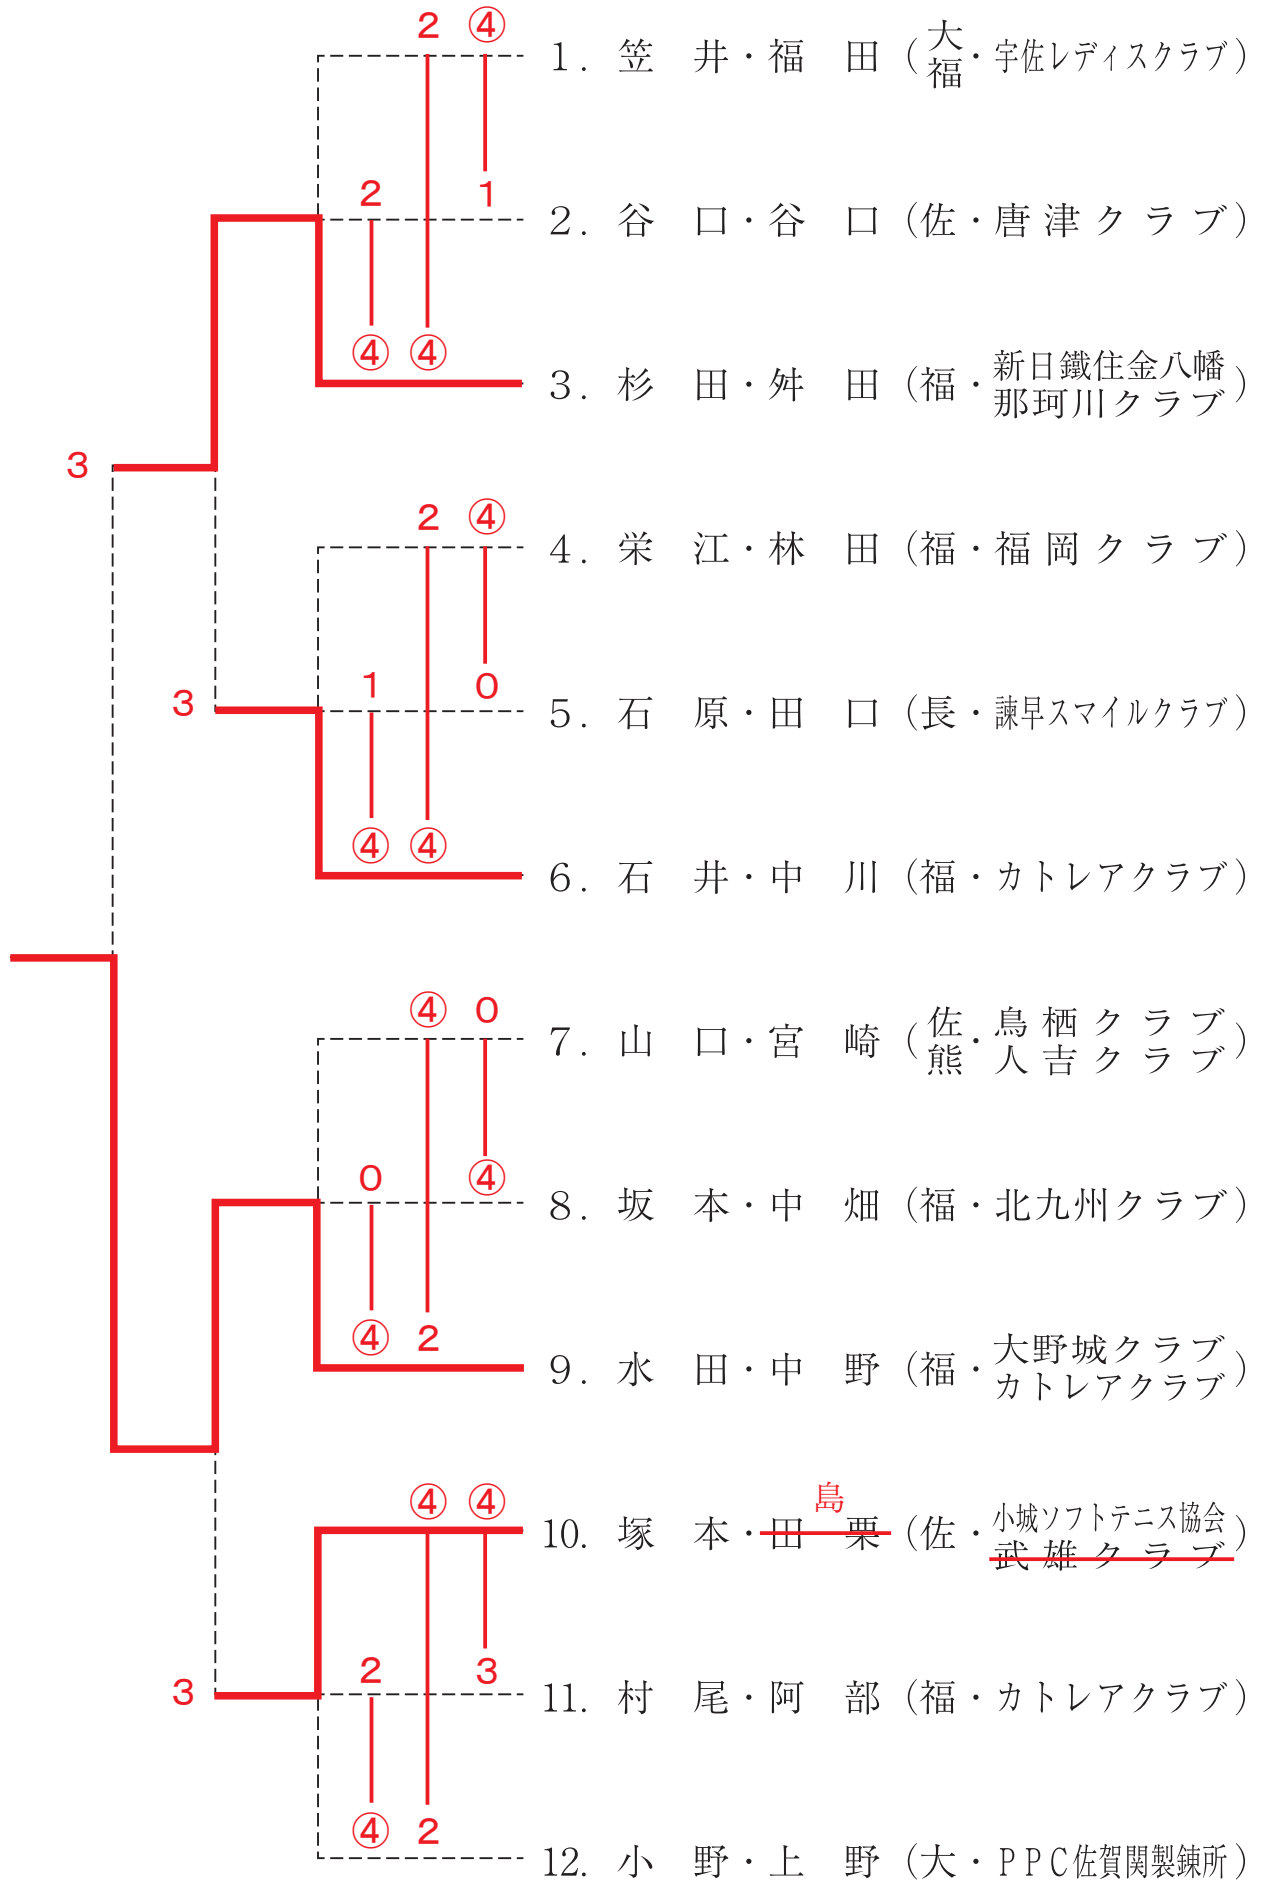 2 ④
1. 笠 井・福 田 (大福・宇佐レディスクラブ)
2 1
2. 谷 口・谷 口 (佐・唐津クラブ)
④ ④
3. 杉 田・舛 田 (福・新日鐵住金八幡
那珂川クラブ)
3
2 ④
4. 栄 江・林 田 (福・福岡クラブ)
3 1 0
5. 石 原・田 口 (長・諫早スマイルクラブ)
④ ④
6. 石 井・中 川 (福・カトレアクラブ)
④ 0
7. 山 口・宮 崎 (佐・鳥栖クラブ
熊 人吉クラブ)
0 ④
8. 坂 本・中 畑 (福・北九州クラブ)
④ 2
9. 水 田・中 野 (福・大野城クラブ
カトレアクラブ)
④ ④ 島
10. 塚 本・田 栗 (佐・小城ソフトテニス協会
武雄クラブ)
3 2 3
11. 村 尾・阿 部 (福・カトレアクラブ)
④ 2
12. 小 野・上 野 (大・PPC佐賀関製錬所)